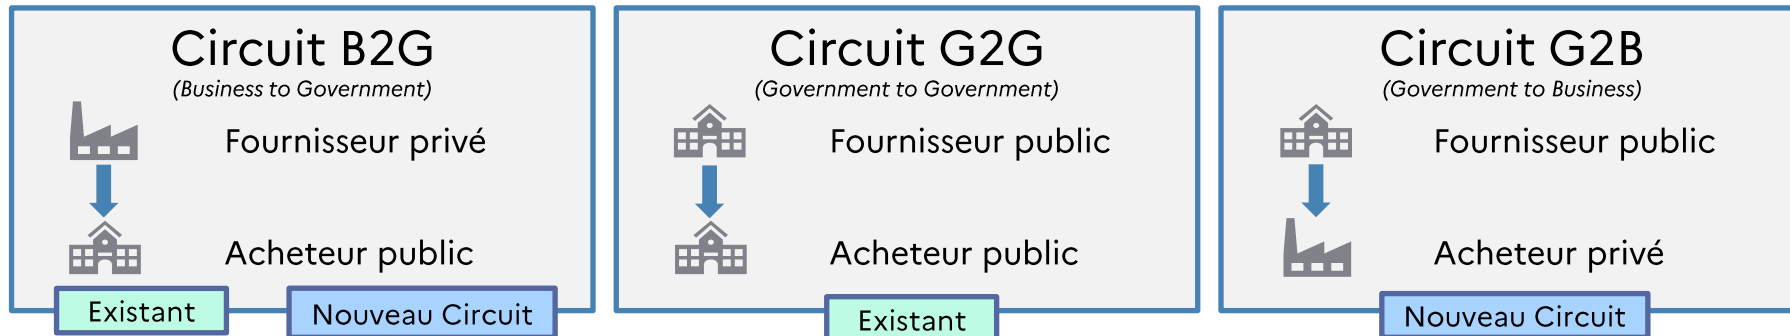 Circuit B2G
(Business to Government)
Fournisseur privé
Acheteur public
Existant
Nouveau Circuit
Circuit G2G
(Government to Government)
Fournisseur public
Acheteur public
Existant
Circuit G2B
(Government to Business)
Fournisseur public
Acheteur privé
Nouveau Circuit